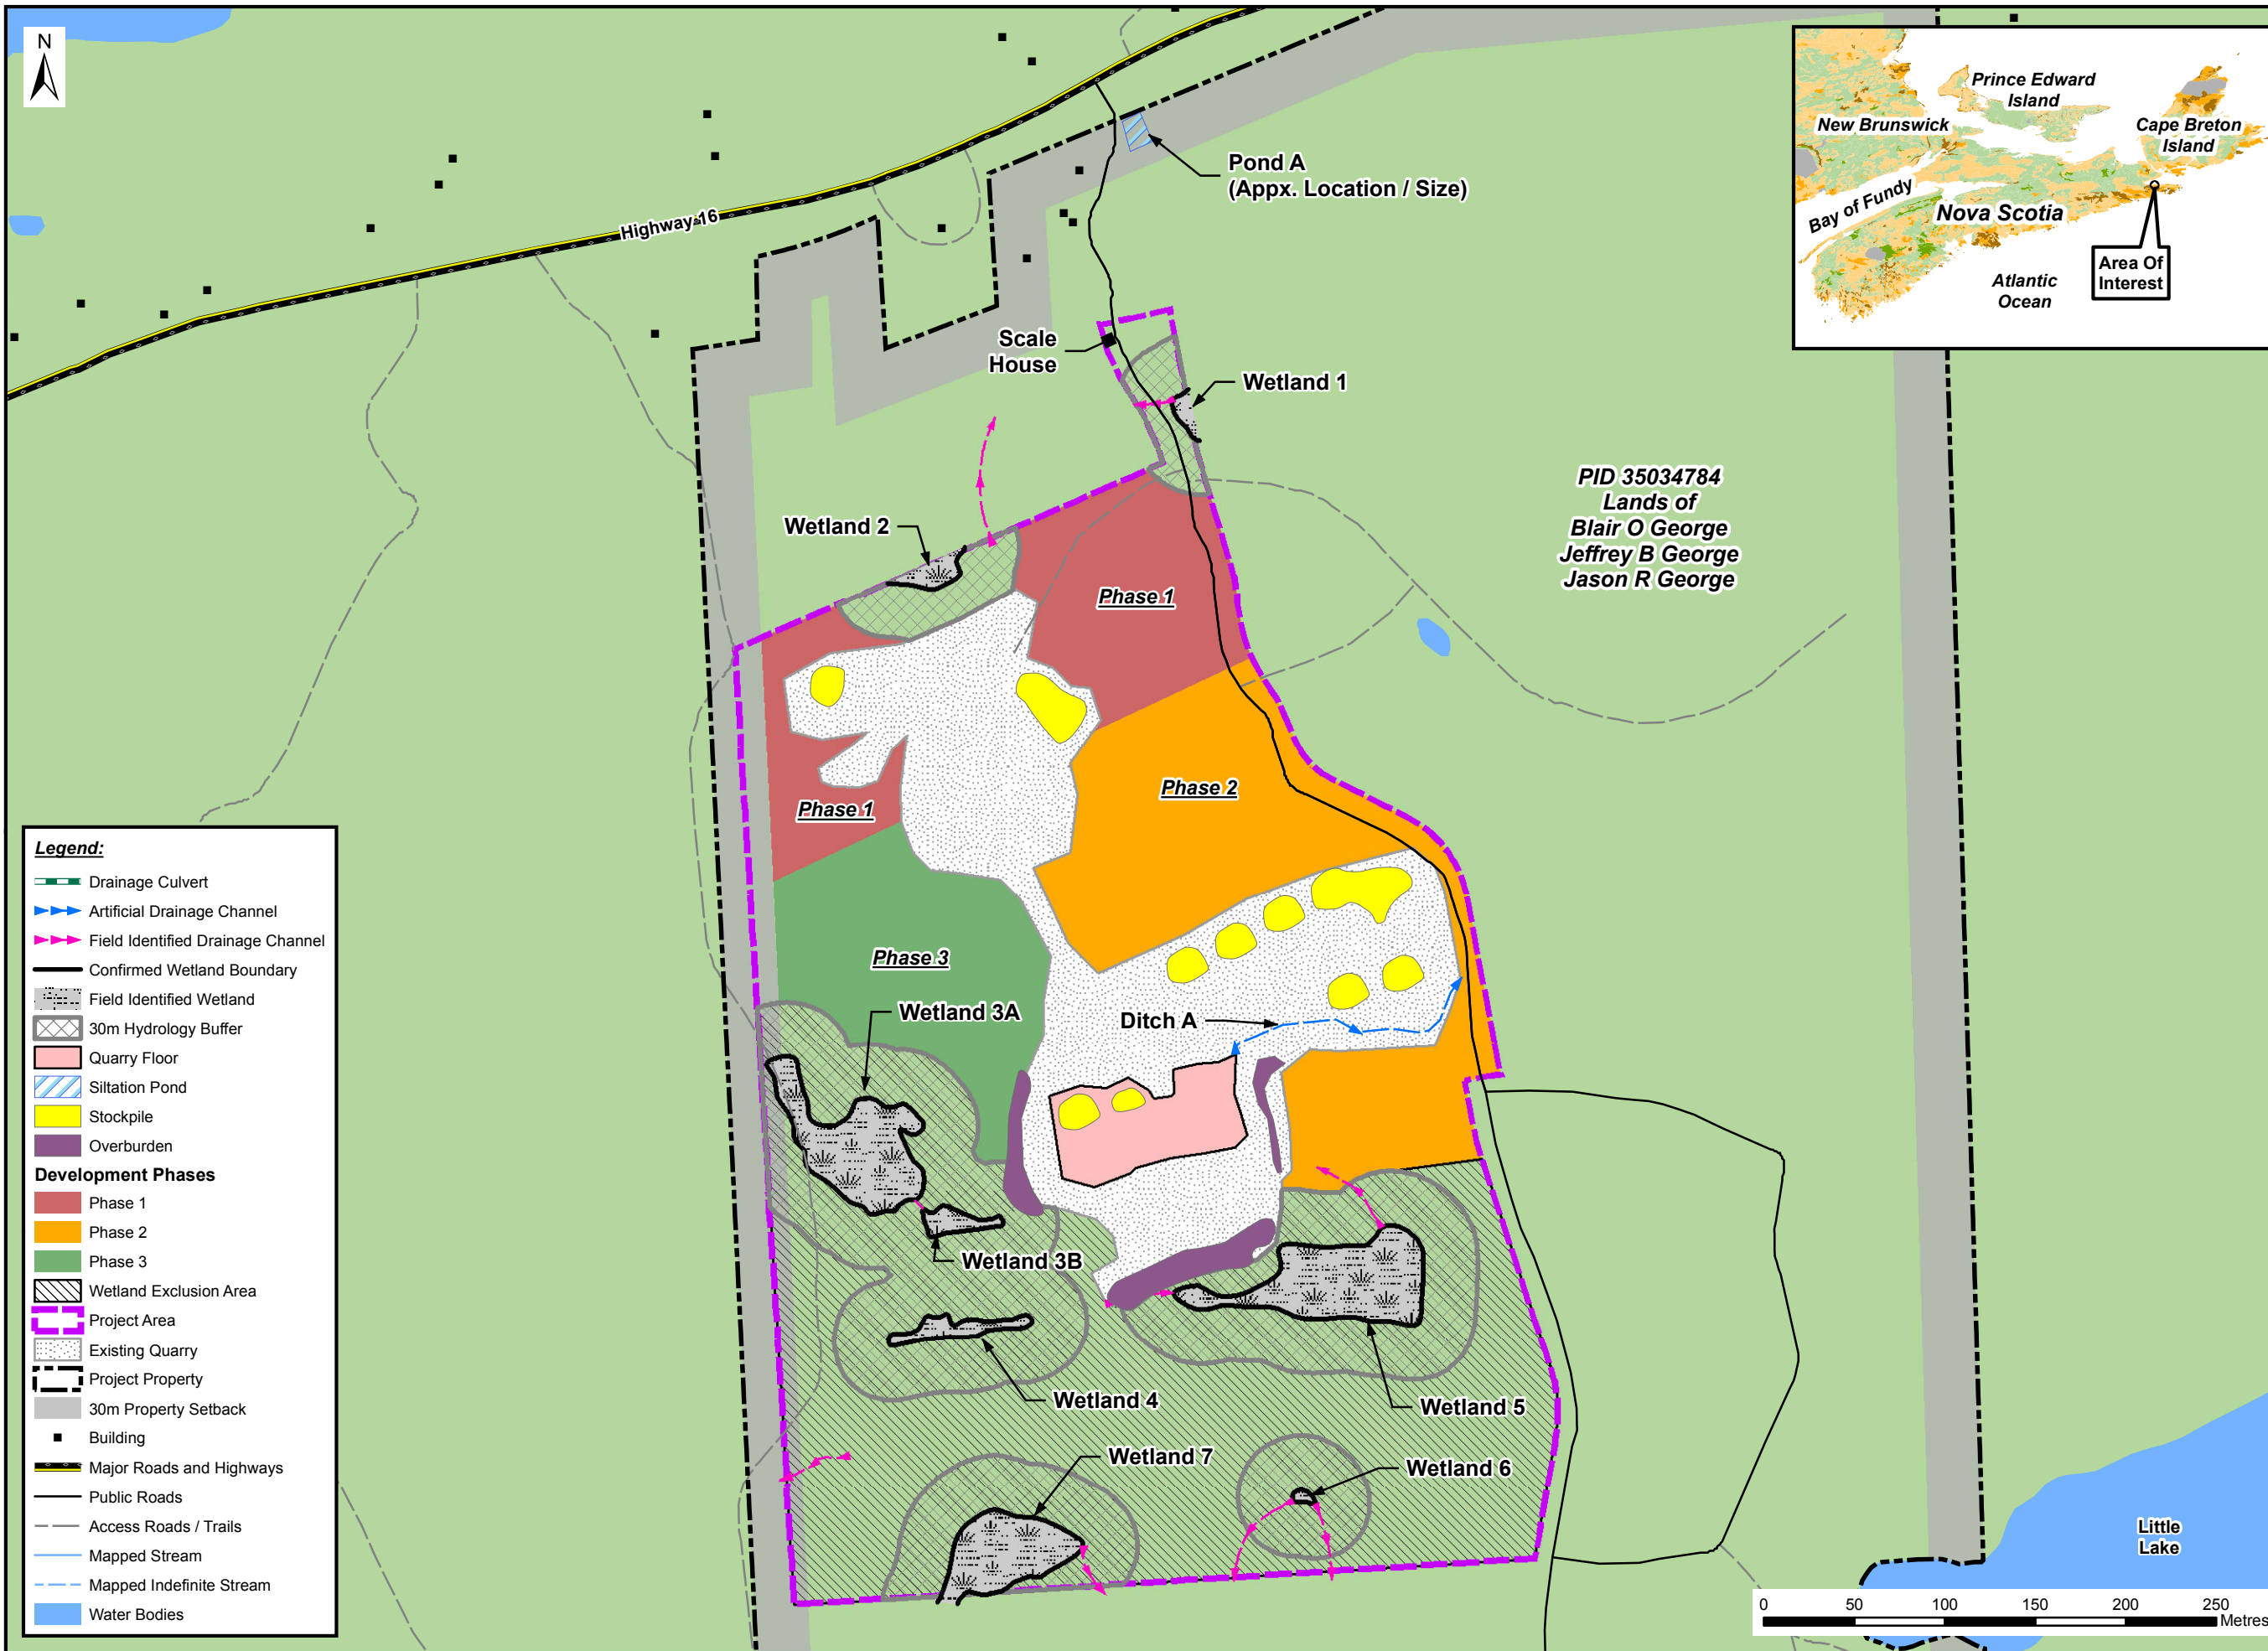 N
Highway 16
Pond A
(Appx. Location / Size)
Prince Edward
Island
New Brunswick
Cape Breton
Island
Bay of Fundy
Nova Scotia
Atlantic
Ocean
Area Of
Interest
Scale
House
Wetland 1
PID 35034784
Lands of
Blair O George
Jeffrey B George
Jason R George
Wetland 2
Phase 1
Phase 2
Phase 1
Phase 3
Wetland 3A
Ditch A
Wetland 3B
Wetland 4
Wetland 5
Wetland 7
Wetland 6
Little
Lake
Legend:
Drainage Culvert
Artificial Drainage Channel
Field Identified Drainage Channel
Confirmed Wetland Boundary
Field Identified Wetland
30m Hydrology Buffer
Quarry Floor
Siltation Pond
Stockpile
Overburden
Development Phases
Phase 1
Phase 2
Phase 3
Wetland Exclusion Area
Project Area
Existing Quarry
Project Property
30m Property Setback
Building
Major Roads and Highways
Public Roads
Access Roads / Trails
Mapped Stream
Mapped Indefinite Stream
Water Bodies
0 50 100 150 200 250
Metres